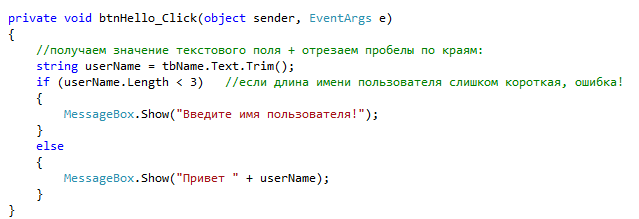 private void btnHello_Click(object sender, EventArgs e)
{
    //получаем значение текстового поля + отрезаем пробелы по краям:
    string userName = tbName.Text.Trim();
    if (userName.Length < 3)   //если длина имени пользователя слишком короткая, ошибка!
    {
        MessageBox.Show("Введите имя пользователя!");
    }
    else
    {
        MessageBox.Show("Привет " + userName);
    }
}